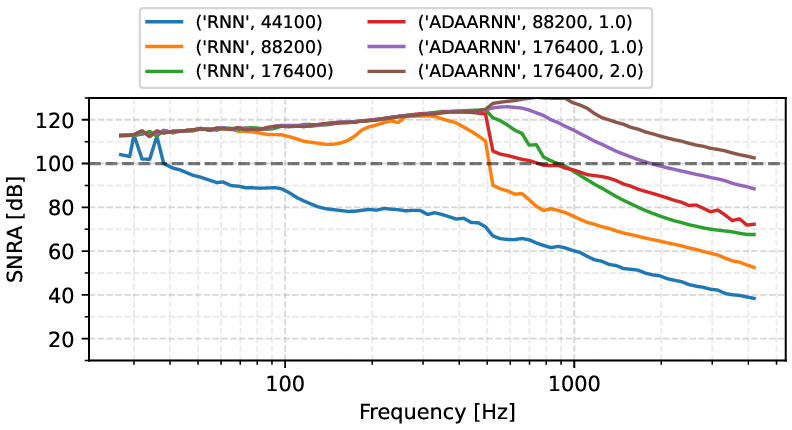 ('RNN', 44100)
('RNN', 88200)
('RNN', 176400)
('ADAARNN', 88200, 1.0)
('ADAARNN', 176400, 1.0)
('ADAARNN', 176400, 2.0)
SNRA [dB]
120
100
80
60
40
20
100
1000
Frequency [Hz]